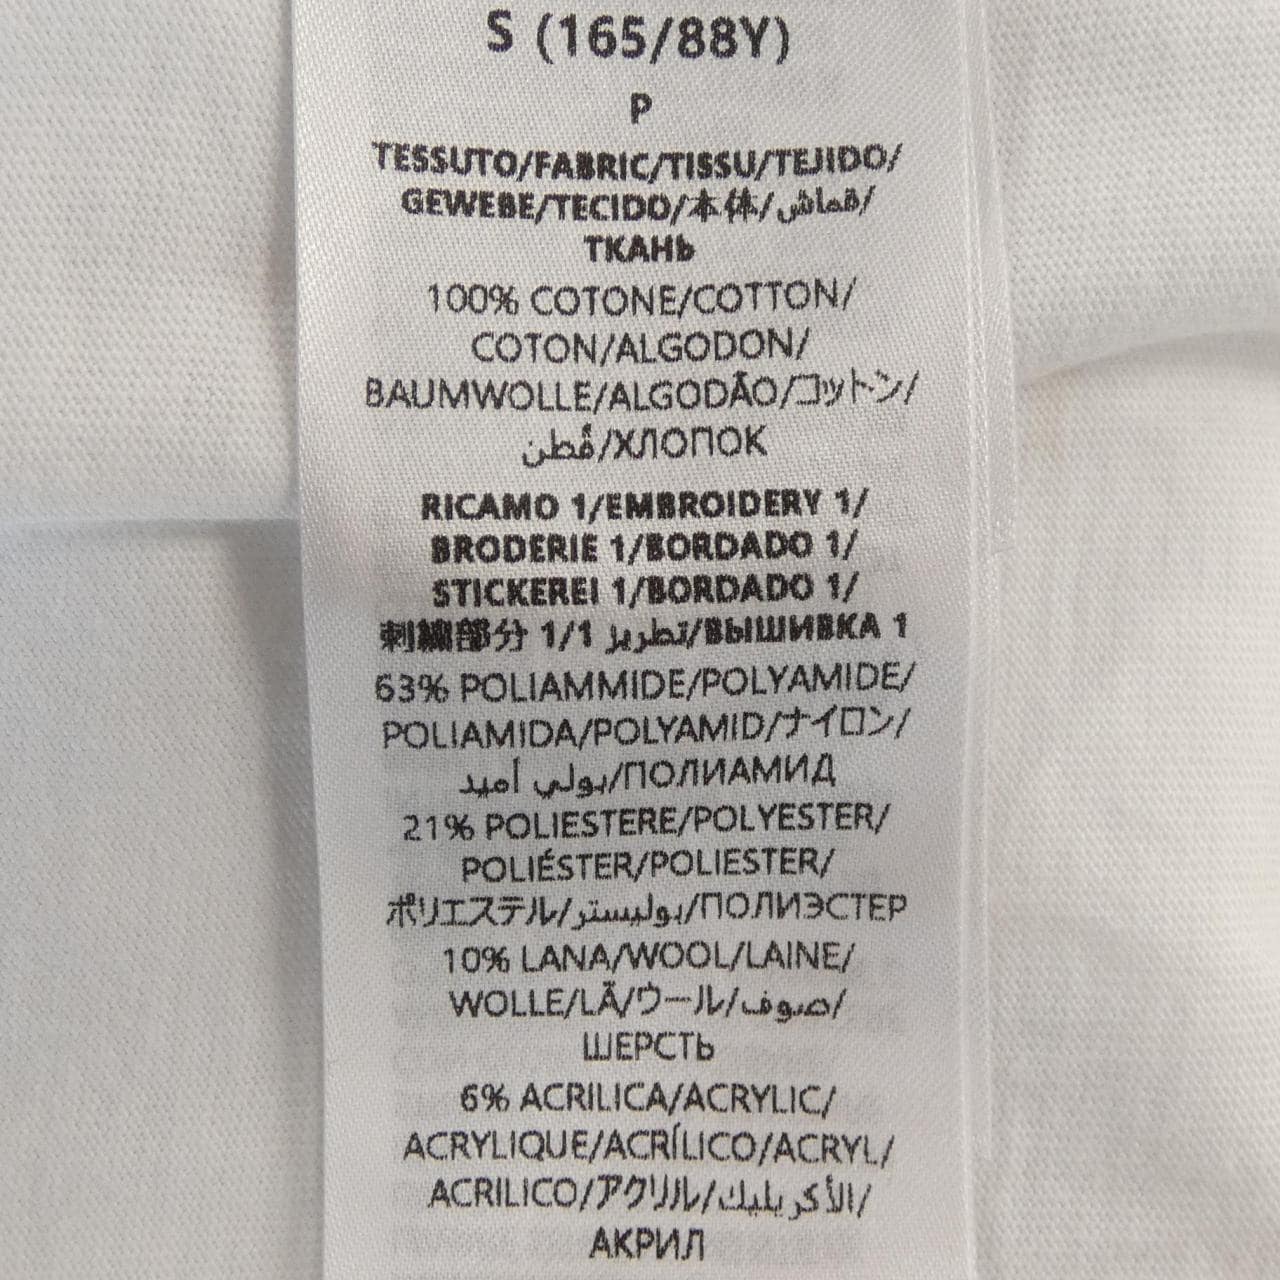 S (165/88Y)
P
TESSUTO/FABRIC/TISSU/TEJIDO/
GEWEBE/TECIDO/本体/قماش/
ТКАНЬ
100% COTONE/COTTON/
COTON/ALGODON/
BAUMWOLLE/ALGODÃO/コットン/
قُطن/ХЛОПОК
RICAMO 1/EMBROIDERY 1/
BRODERIE 1/BORDADO 1/
STICKEREI 1/BORDADO 1/
刺繍部分 1/1 تطريز/ВЫШИВКА 1
63% POLIAMMIDE/POLYAMIDE/
POLIAMIDA/POLYAMID/ナイロン/
بولي أميد/ПОЛИАМИД
21% POLIESTERE/POLYESTER/
POLIÉSTER/POLIESTER/
ポリエステル/بوليستر/ПОЛИЭСТЕР
10% LANA/WOOL/LAINE/
WOLLE/LÃ/ウール/صوف/
ШЕРСТЬ
6% ACRILICA/ACRYLIC/
ACRYLIQUE/ACRÍLICO/ACRYL/
ACRILICO/アクリル/الأكريليك/
АКРИЛ